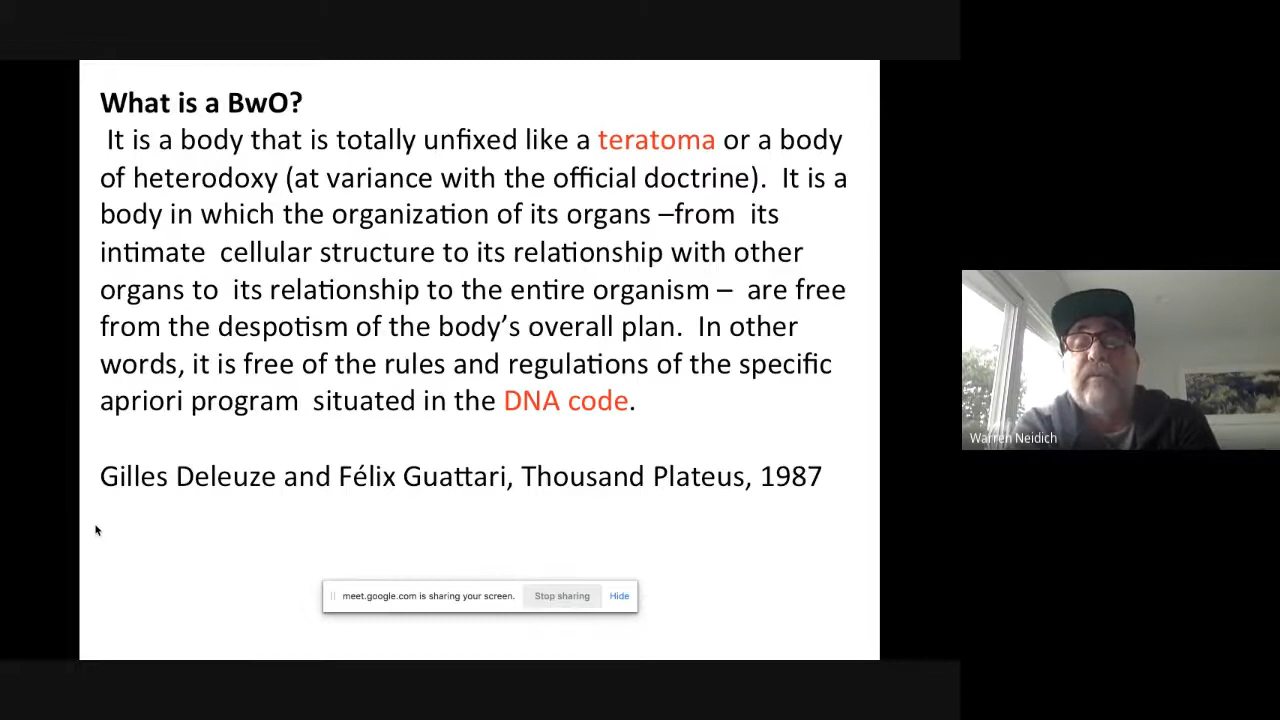 What is a BwO?
It is a body that is totally unfixed like a teratoma or a body
of heterodoxy (at variance with the official doctrine).  It is a
body in which the organization of its organs –from  its
intimate  cellular structure to its relationship with other
organs to  its relationship to the entire organism –  are free
from the despotism of the body’s overall plan.  In other
words, it is free of the rules and regulations of the specific
apriori program  situated in the DNA code.
Gilles Deleuze and Félix Guattari, Thousand Plateus, 1987
meet.google.com is sharing your screen. Stop sharing Hide
Warren Neidich